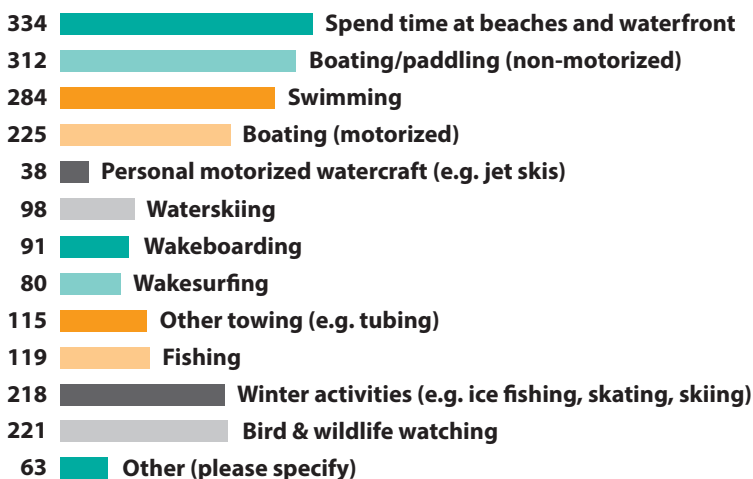 334 Spend time at beaches and waterfront
312 Boating/paddling (non-motorized)
284 Swimming
225 Boating (motorized)
38 Personal motorized watercraft (e.g. jet skis)
98 Waterskiing
91 Wakeboarding
80 Wakesurfing
115 Other towing (e.g. tubing)
119 Fishing
218 Winter activities (e.g. ice fishing, skating, skiing)
221 Bird & wildlife watching
63 Other (please specify)